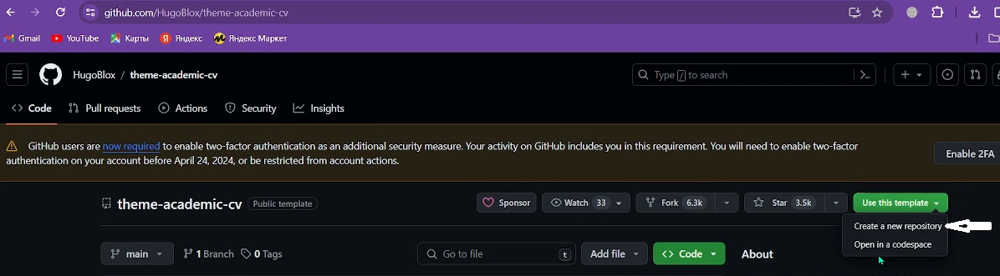 github.com/HugoBlox/theme-academic-cv
Gmail YouTube Карты Яндекс Яндекс Маркет
HugoBlox / theme-academic-cv Type / to search
Code Pull requests Actions Security Insights
GitHub users are now required to enable two-factor authentication as an additional security measure. Your activity on GitHub includes you in this requirement. You will need to enable two-factor
authentication on your account before April 24, 2024, or be restricted from account actions.
Enable 2FA
theme-academic-cv Public template Sponsor Watch 33 Fork 6.3k Star 3.5k Use this template
Create a new repository
Open in a codespace
main 1 Branch 0 Tags Go to file t Add file Code About